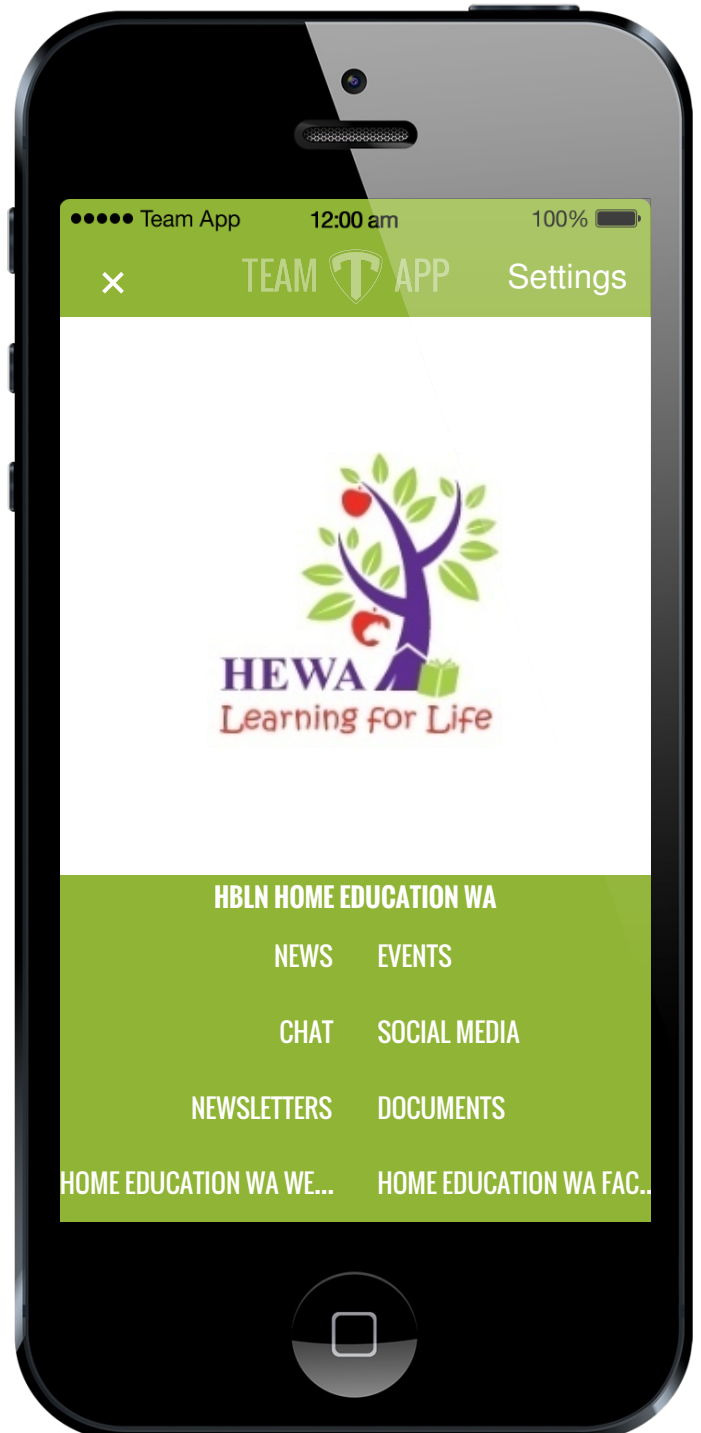 Team App 12:00 am 100%
× TEAM T APP Settings
HEWA
Learning for Life
HBLN HOME EDUCATION WA
NEWS EVENTS
CHAT SOCIAL MEDIA
NEWSLETTERS DOCUMENTS
HOME EDUCATION WA WE... HOME EDUCATION WA FAC..